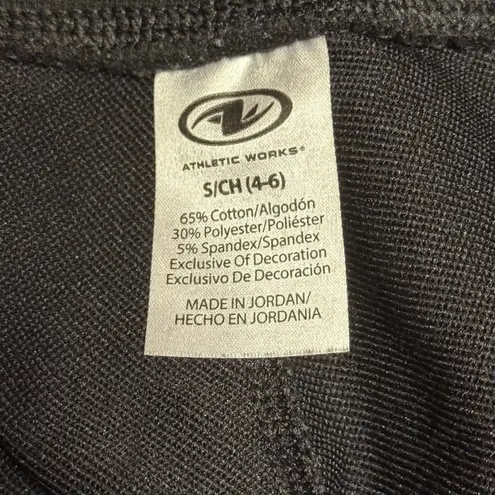 ATHLETIC WORKS®
S/CH (4-6)
65% Cotton/Algodón
30% Polyester/Poliéster
5% Spandex/Spandex
Exclusive Of Decoration
Exclusivo De Decoración
MADE IN JORDAN/
HECHO EN JORDANIA